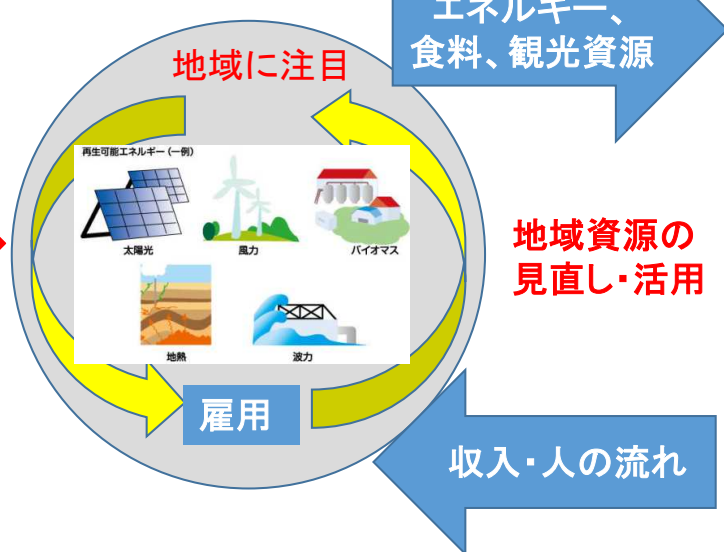 エネルギー、
食料、観光資源
地域に注目
再生可能エネルギー（一例）
太陽光
風力
バイオマス
地熱
波力
地域資源の
見直し・活用
雇用
収入・人の流れ